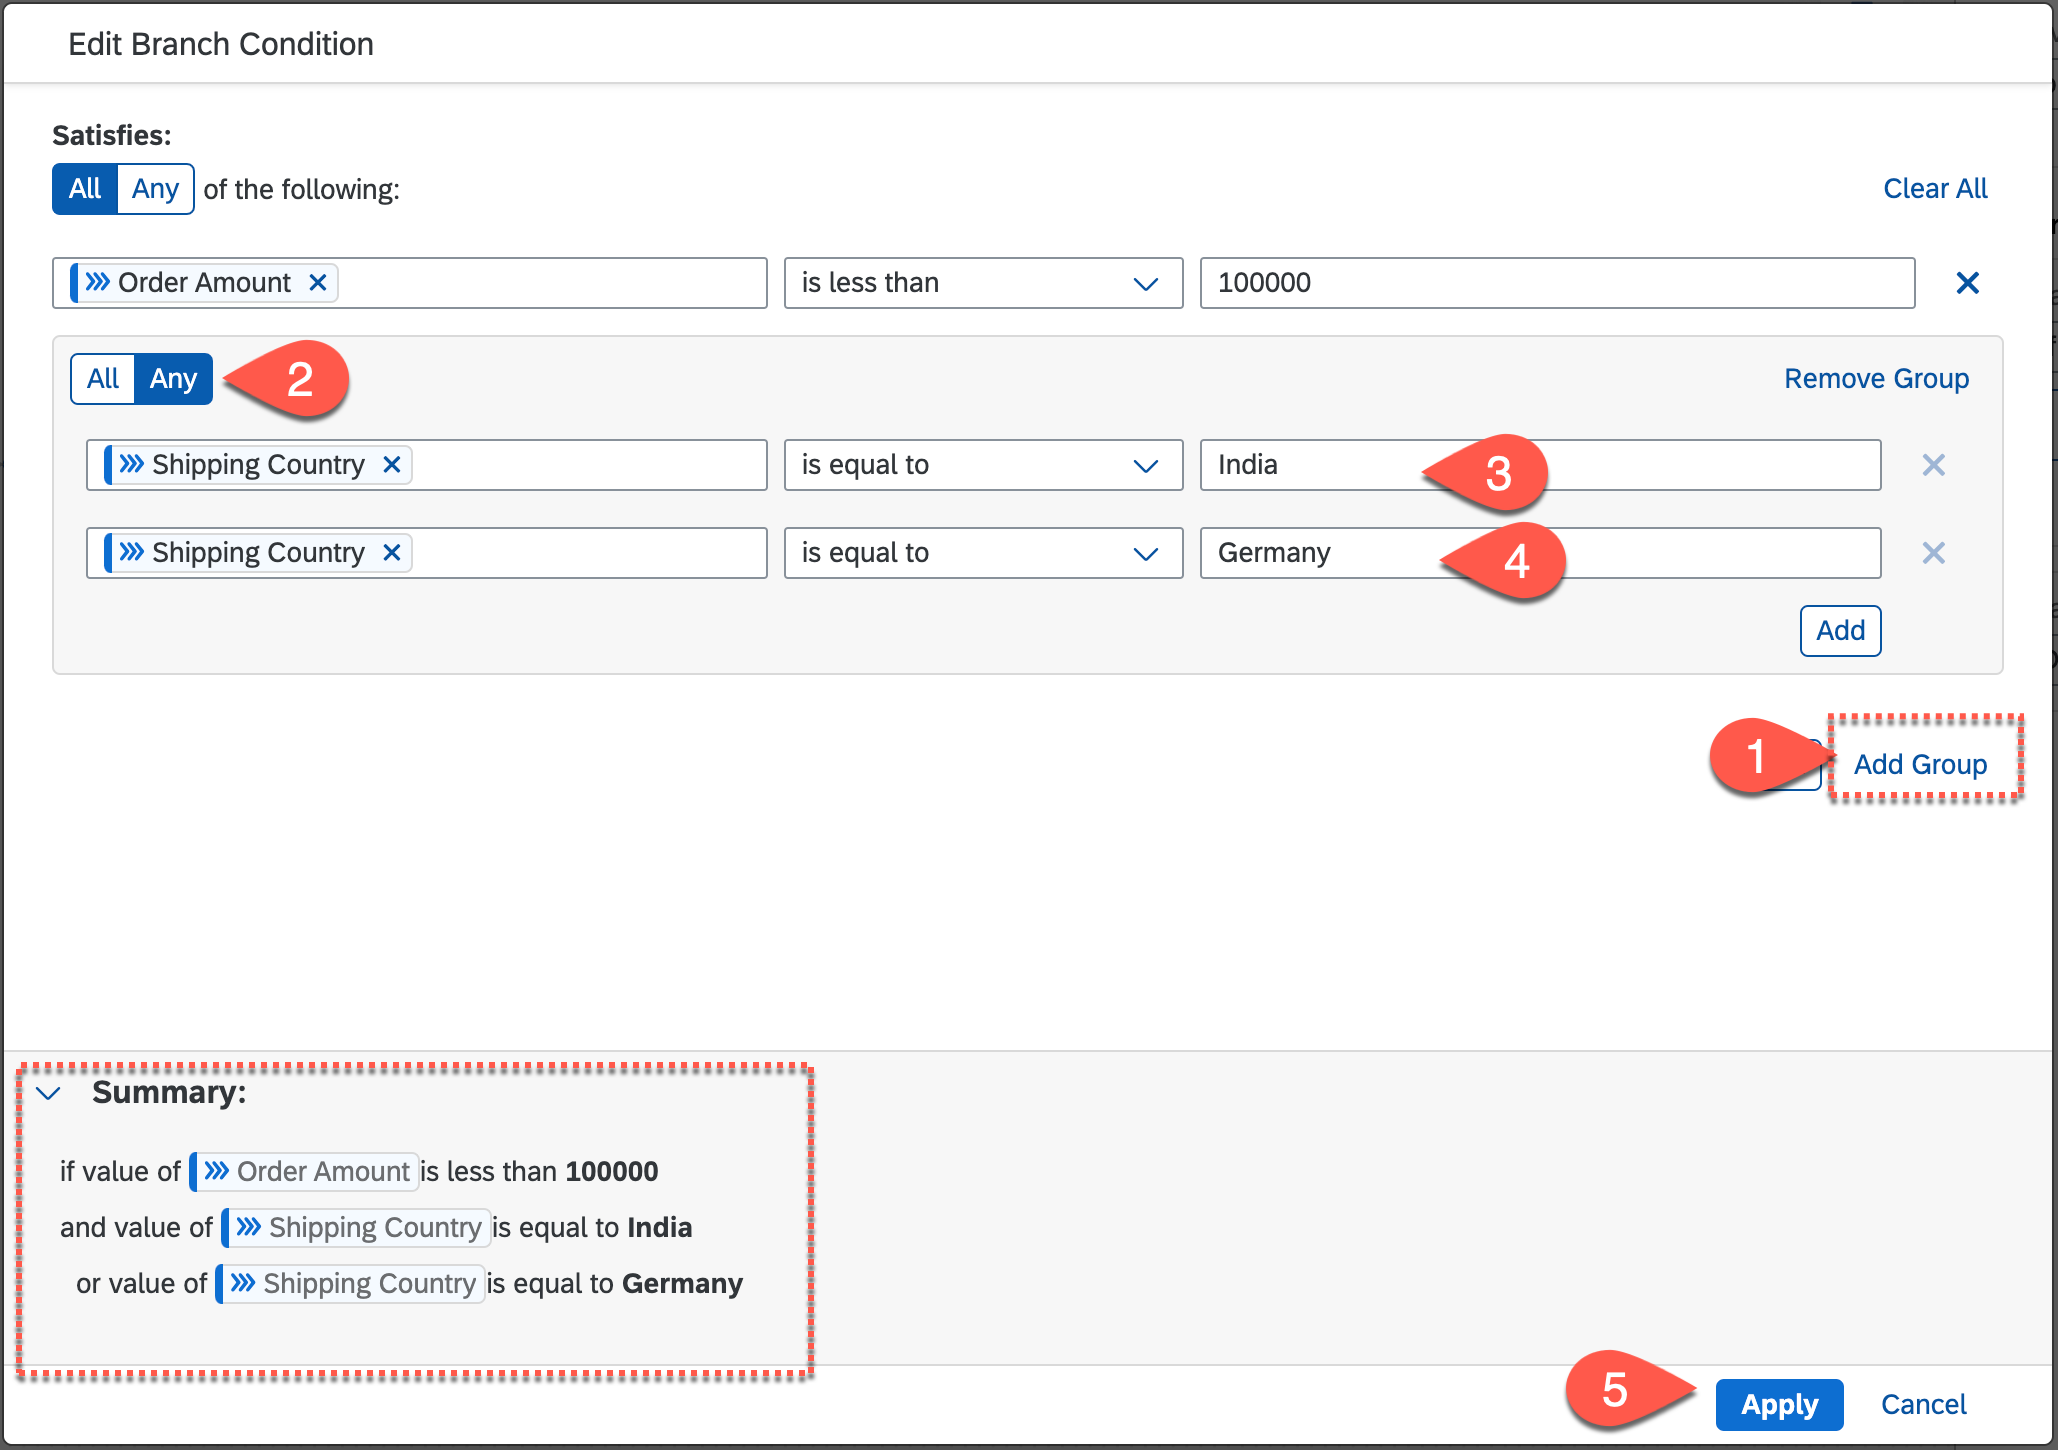 Edit Branch Condition
Satisfies:
All Any of the following: Clear All
Order Amount is less than 100000
All Any 2 Remove Group
Shipping Country is equal to India 3
Shipping Country is equal to Germany 4
Add
1 Add Group
Summary:
if value of Order Amount is less than 100000
and value of Shipping Country is equal to India
or value of Shipping Country is equal to Germany
5 Apply Cancel